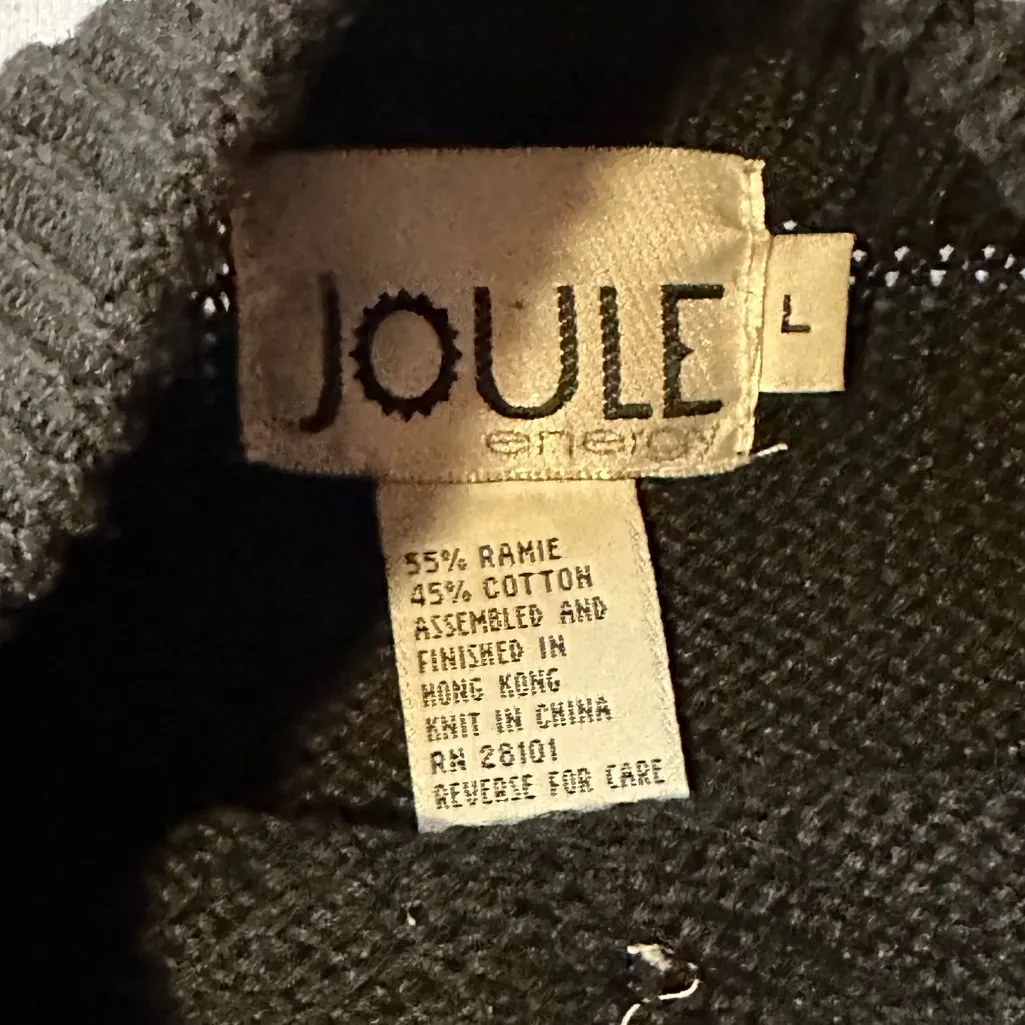 JOULE
energy
L
55% RAMIE
45% COTTON
ASSEMBLED AND
FINISHED IN
HONG KONG
KNIT IN CHINA
RN 28101
REVERSE FOR CARE